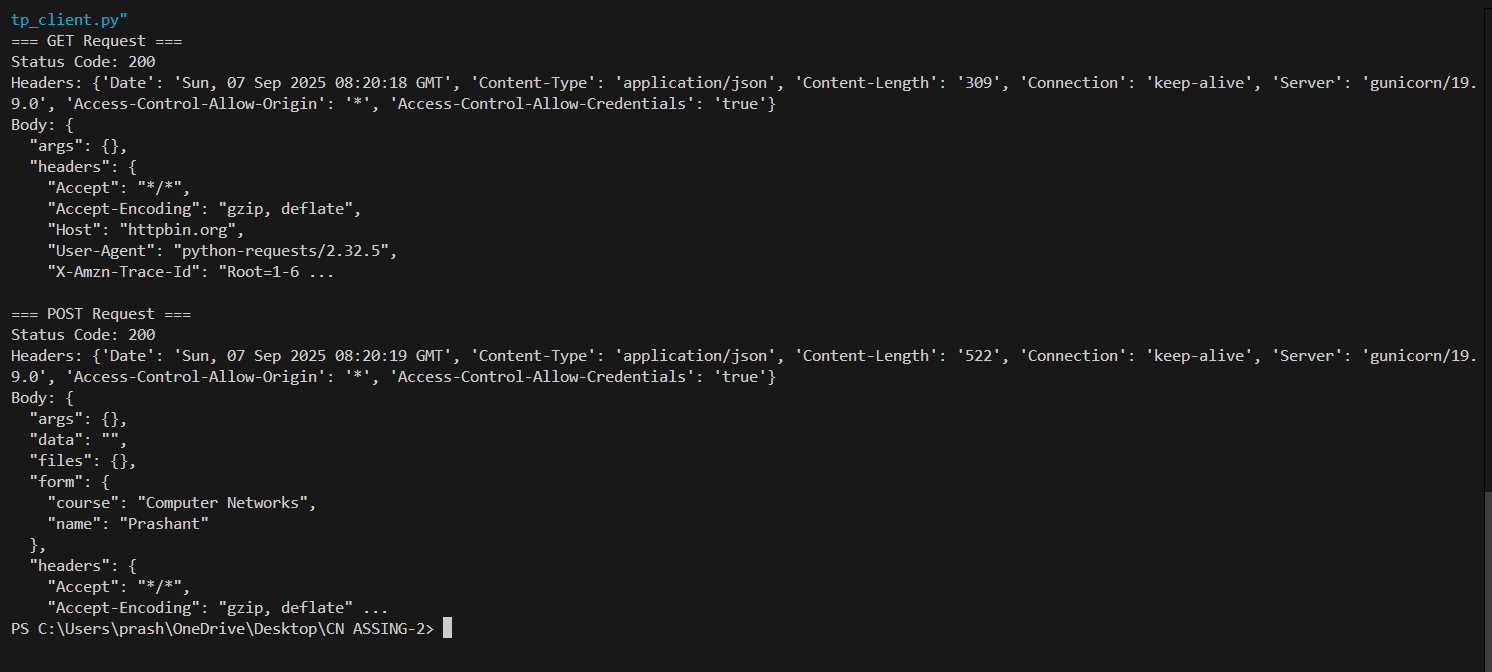 tp_client.py"
=== GET Request ===
Status Code: 200
Headers: {'Date': 'Sun, 07 Sep 2025 08:20:18 GMT', 'Content-Type': 'application/json', 'Content-Length': '309', 'Connection': 'keep-alive', 'Server': 'gunicorn/19.
9.0', 'Access-Control-Allow-Origin': '*', 'Access-Control-Allow-Credentials': 'true'}
Body: {
  "args": {},
  "headers": {
    "Accept": "*/*",
    "Accept-Encoding": "gzip, deflate",
    "Host": "httpbin.org",
    "User-Agent": "python-requests/2.32.5",
    "X-Amzn-Trace-Id": "Root=1-6 ...

=== POST Request ===
Status Code: 200
Headers: {'Date': 'Sun, 07 Sep 2025 08:20:19 GMT', 'Content-Type': 'application/json', 'Content-Length': '522', 'Connection': 'keep-alive', 'Server': 'gunicorn/19.
9.0', 'Access-Control-Allow-Origin': '*', 'Access-Control-Allow-Credentials': 'true'}
Body: {
  "args": {},
  "data": "",
  "files": {},
  "form": {
    "course": "Computer Networks",
    "name": "Prashant"
  },
  "headers": {
    "Accept": "*/*",
    "Accept-Encoding": "gzip, deflate" ...
PS C:\Users\prash\OneDrive\Desktop\CN ASSING-2>